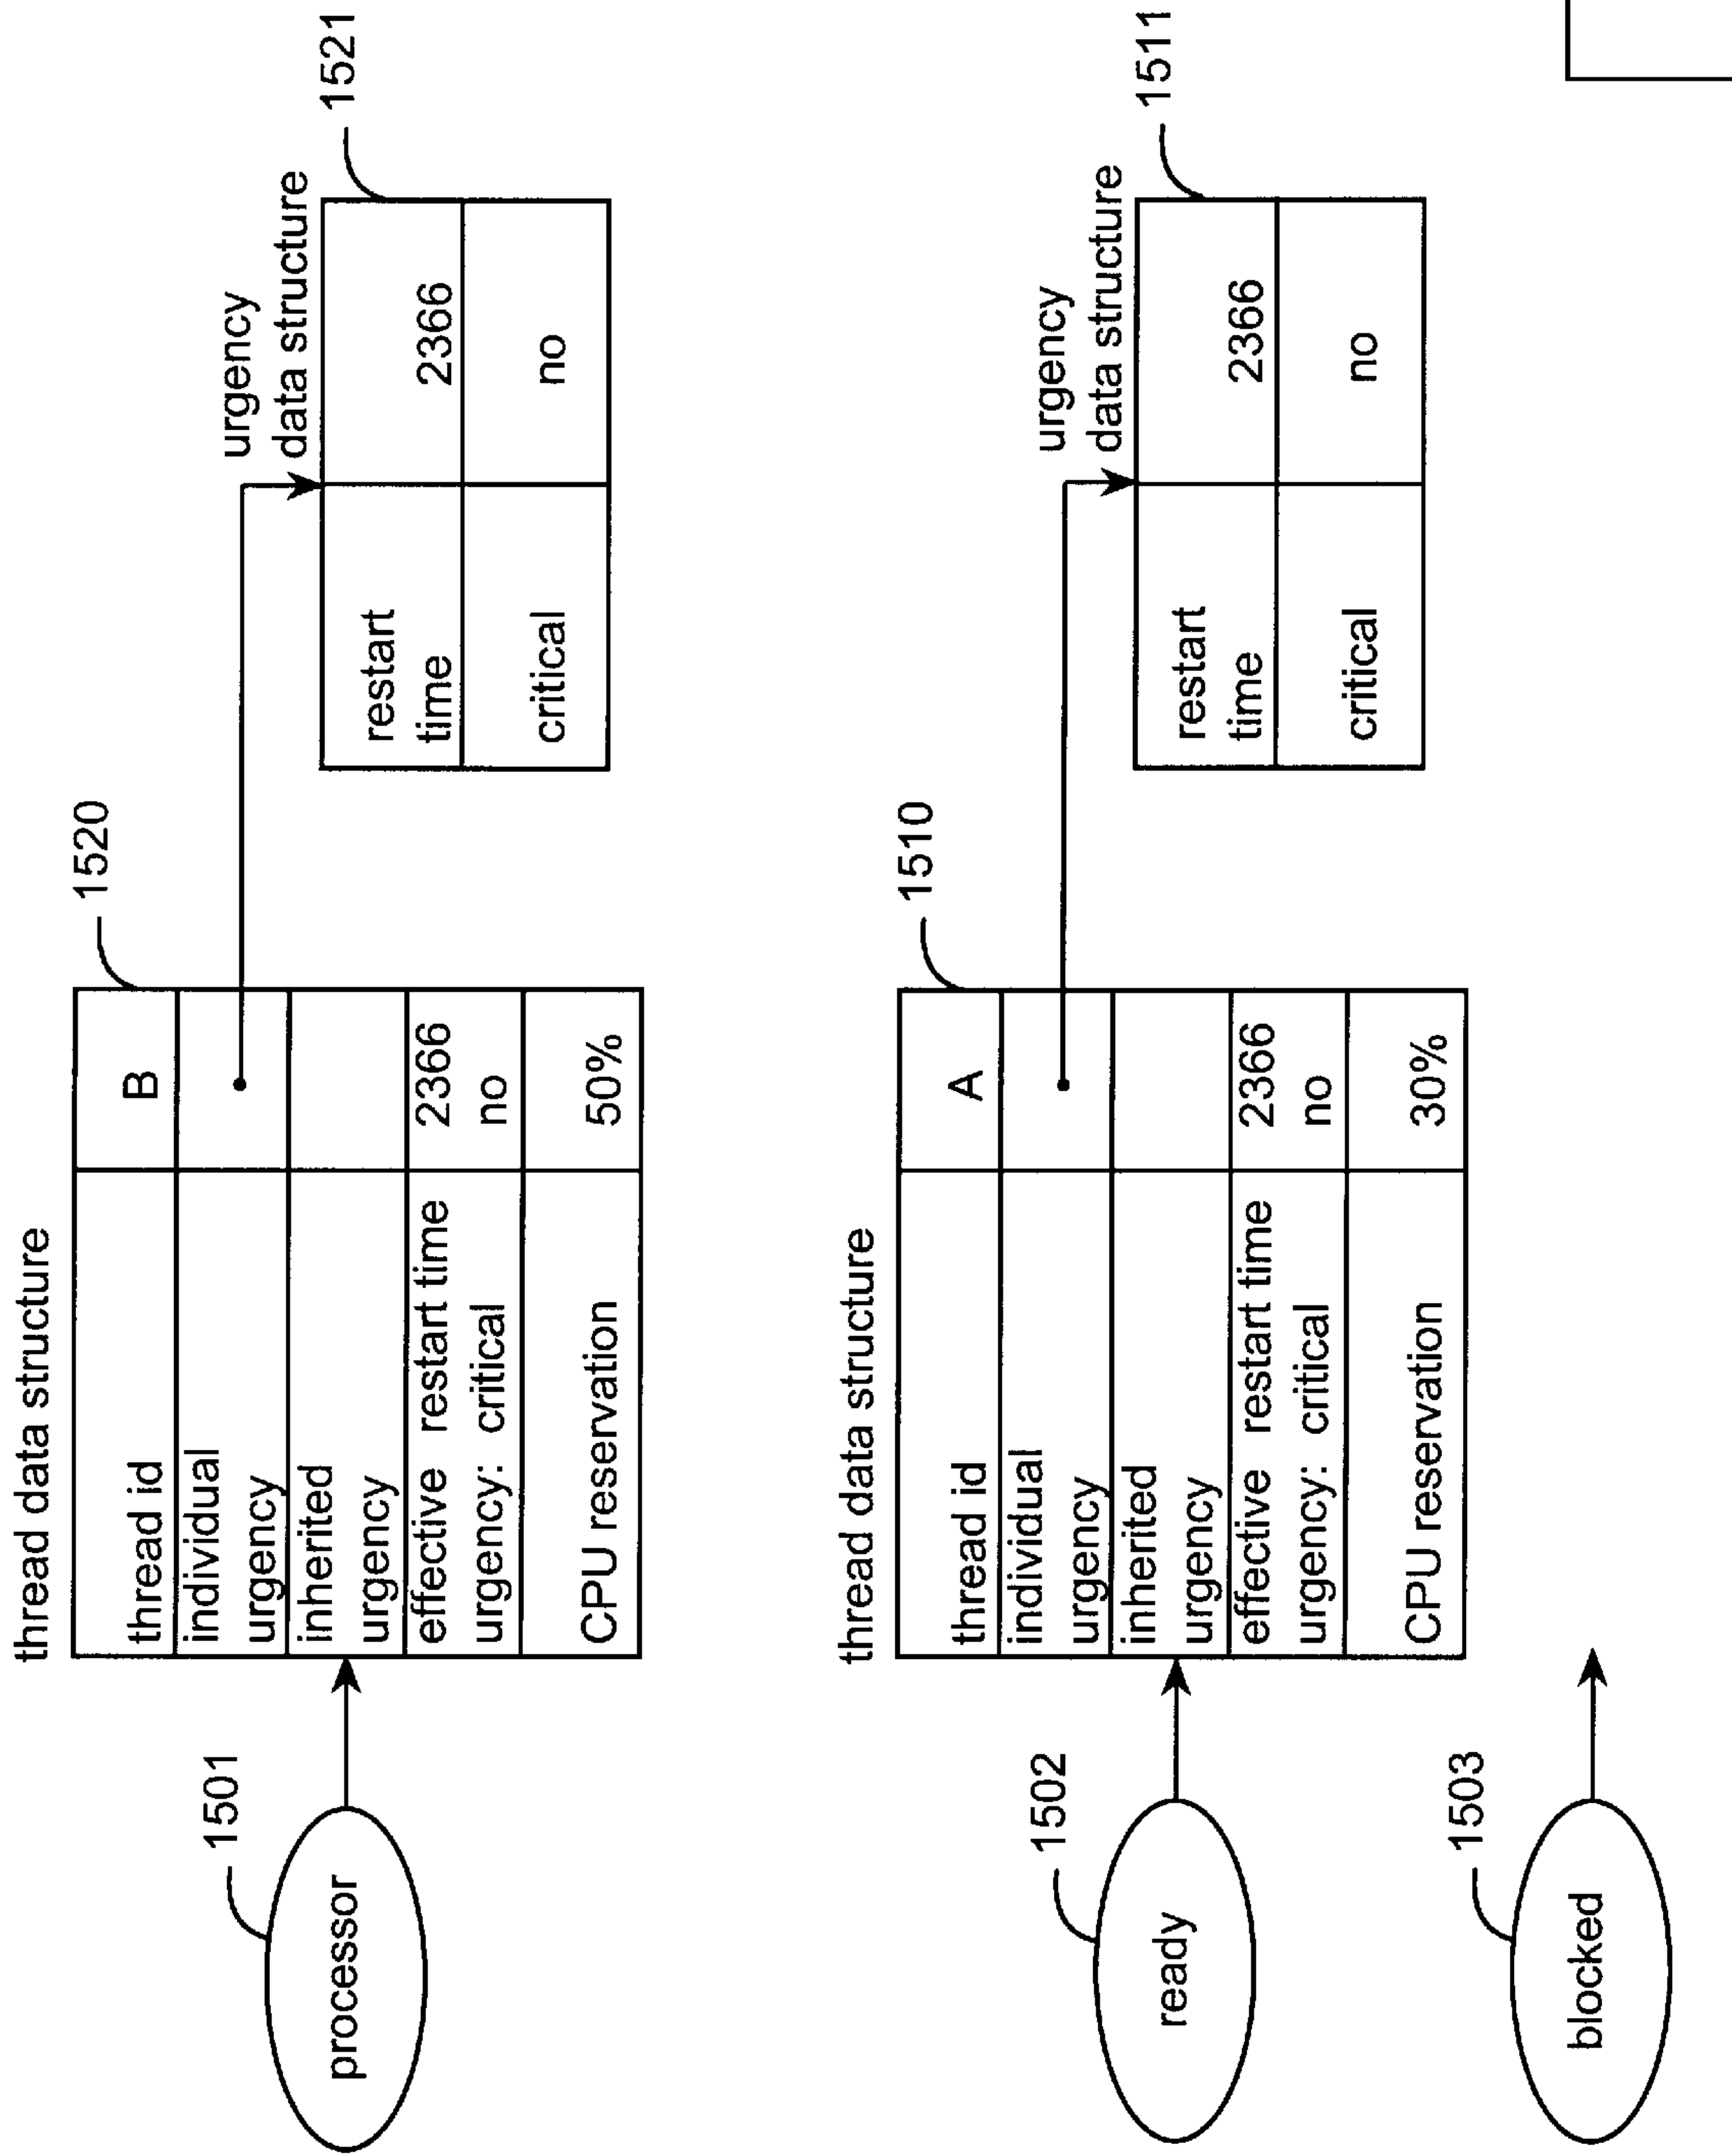 thread data structure
1520
thread id B
individual
urgency
inherited
urgency
effective restart time 2366
urgency: critical no
CPU reservation 50%
1501
processor
urgency
data structure
1521
restart
time 2366
critical no
thread data structure
1510
thread id A
individual
urgency
inherited
urgency
effective restart time 2366
urgency: critical no
CPU reservation 30%
1502
ready
urgency
data structure
1511
restart
time 2366
critical no
1503
blocked